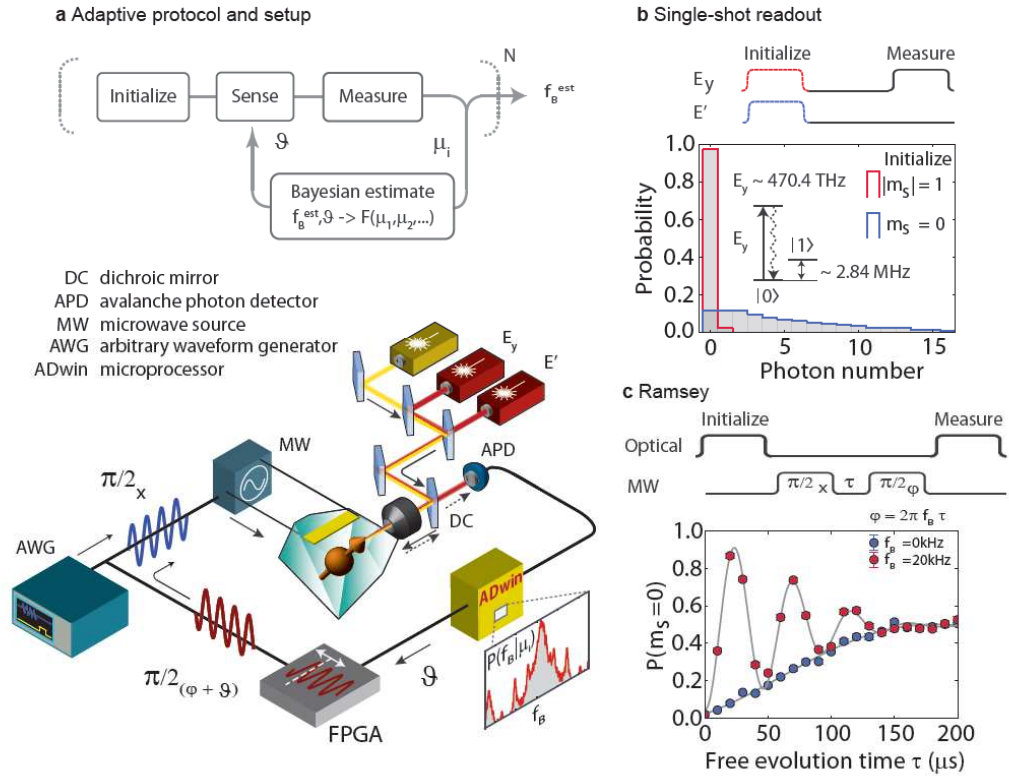 a Adaptive protocol and setup
N
Initialize
Sense
Measure
f_B^est
ϑ
μ_i
Bayesian estimate
f_B^est,ϑ -> F(μ_1,μ_2,...)
DC dichroic mirror
APD avalanche photon detector
MW microwave source
AWG arbitrary waveform generator
ADwin microprocessor
E_y
E'
MW
APD
π/2_x
DC
AWG
ADwin
π/2_(φ + ϑ)
FPGA
ϑ
P(f_B|μ_i)
f_B
b Single-shot readout
Initialize
Measure
E_y
E'
1.0
0.8
0.6
0.4
0.2
0.0
Probability
Initialize
E_y ~ 470.4 THz
|m_s| = 1
m_s = 0
E_y
|1⟩
~ 2.84 MHz
|0⟩
0 5 10 15
Photon number
c Ramsey
Initialize
Measure
Optical
MW
π/2_x
τ
π/2_φ
φ = 2π f_B τ
f_B =0kHz
f_B =20kHz
1.0
0.8
0.6
0.4
0.2
0.0
P(m_s=0)
0 50 100 150 200
Free evolution time τ (μs)